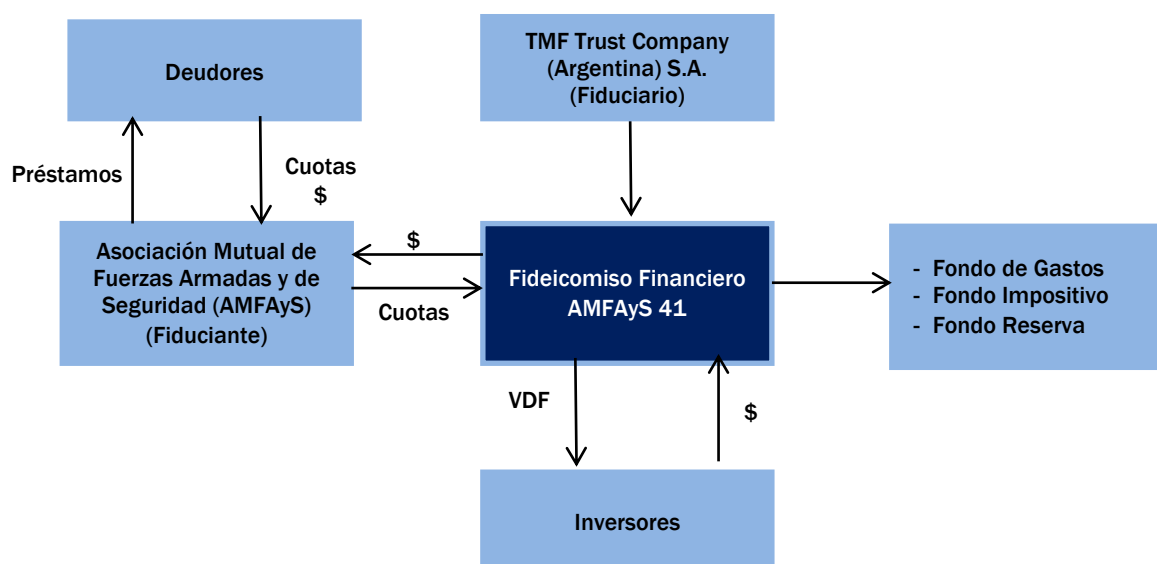 Deudores
TMF Trust Company
(Argentina) S.A.
(Fiduciario)
Préstamos
Cuotas
$
Asociación Mutual de
Fuerzas Armadas y de
Seguridad (AMFAyS)
(Fiduciante)
$
Cuotas
Fideicomiso Financiero
AMFAyS 41
- Fondo de Gastos
- Fondo Impositivo
- Fondo Reserva
VDF
$
Inversores